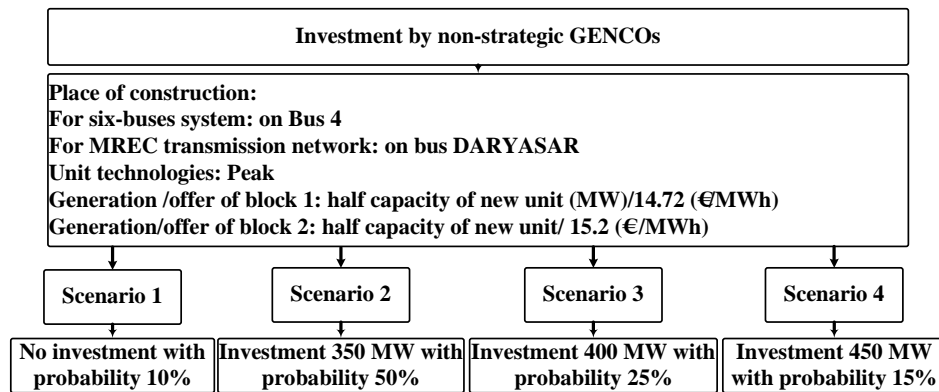 Investment by non-strategic GENCOs
Place of construction:
For six-buses system: on Bus 4
For MREC transmission network: on bus DARYASAR
Unit technologies: Peak
Generation /offer of block 1: half capacity of new unit (MW)/14.72 (€/MWh)
Generation/offer of block 2: half capacity of new unit/ 15.2 (€/MWh)
Scenario 1
Scenario 2
Scenario 3
Scenario 4
No investment with
probability 10%
Investment 350 MW with
probability 50%
Investment 400 MW with
probability 25%
Investment 450 MW
with probability 15%